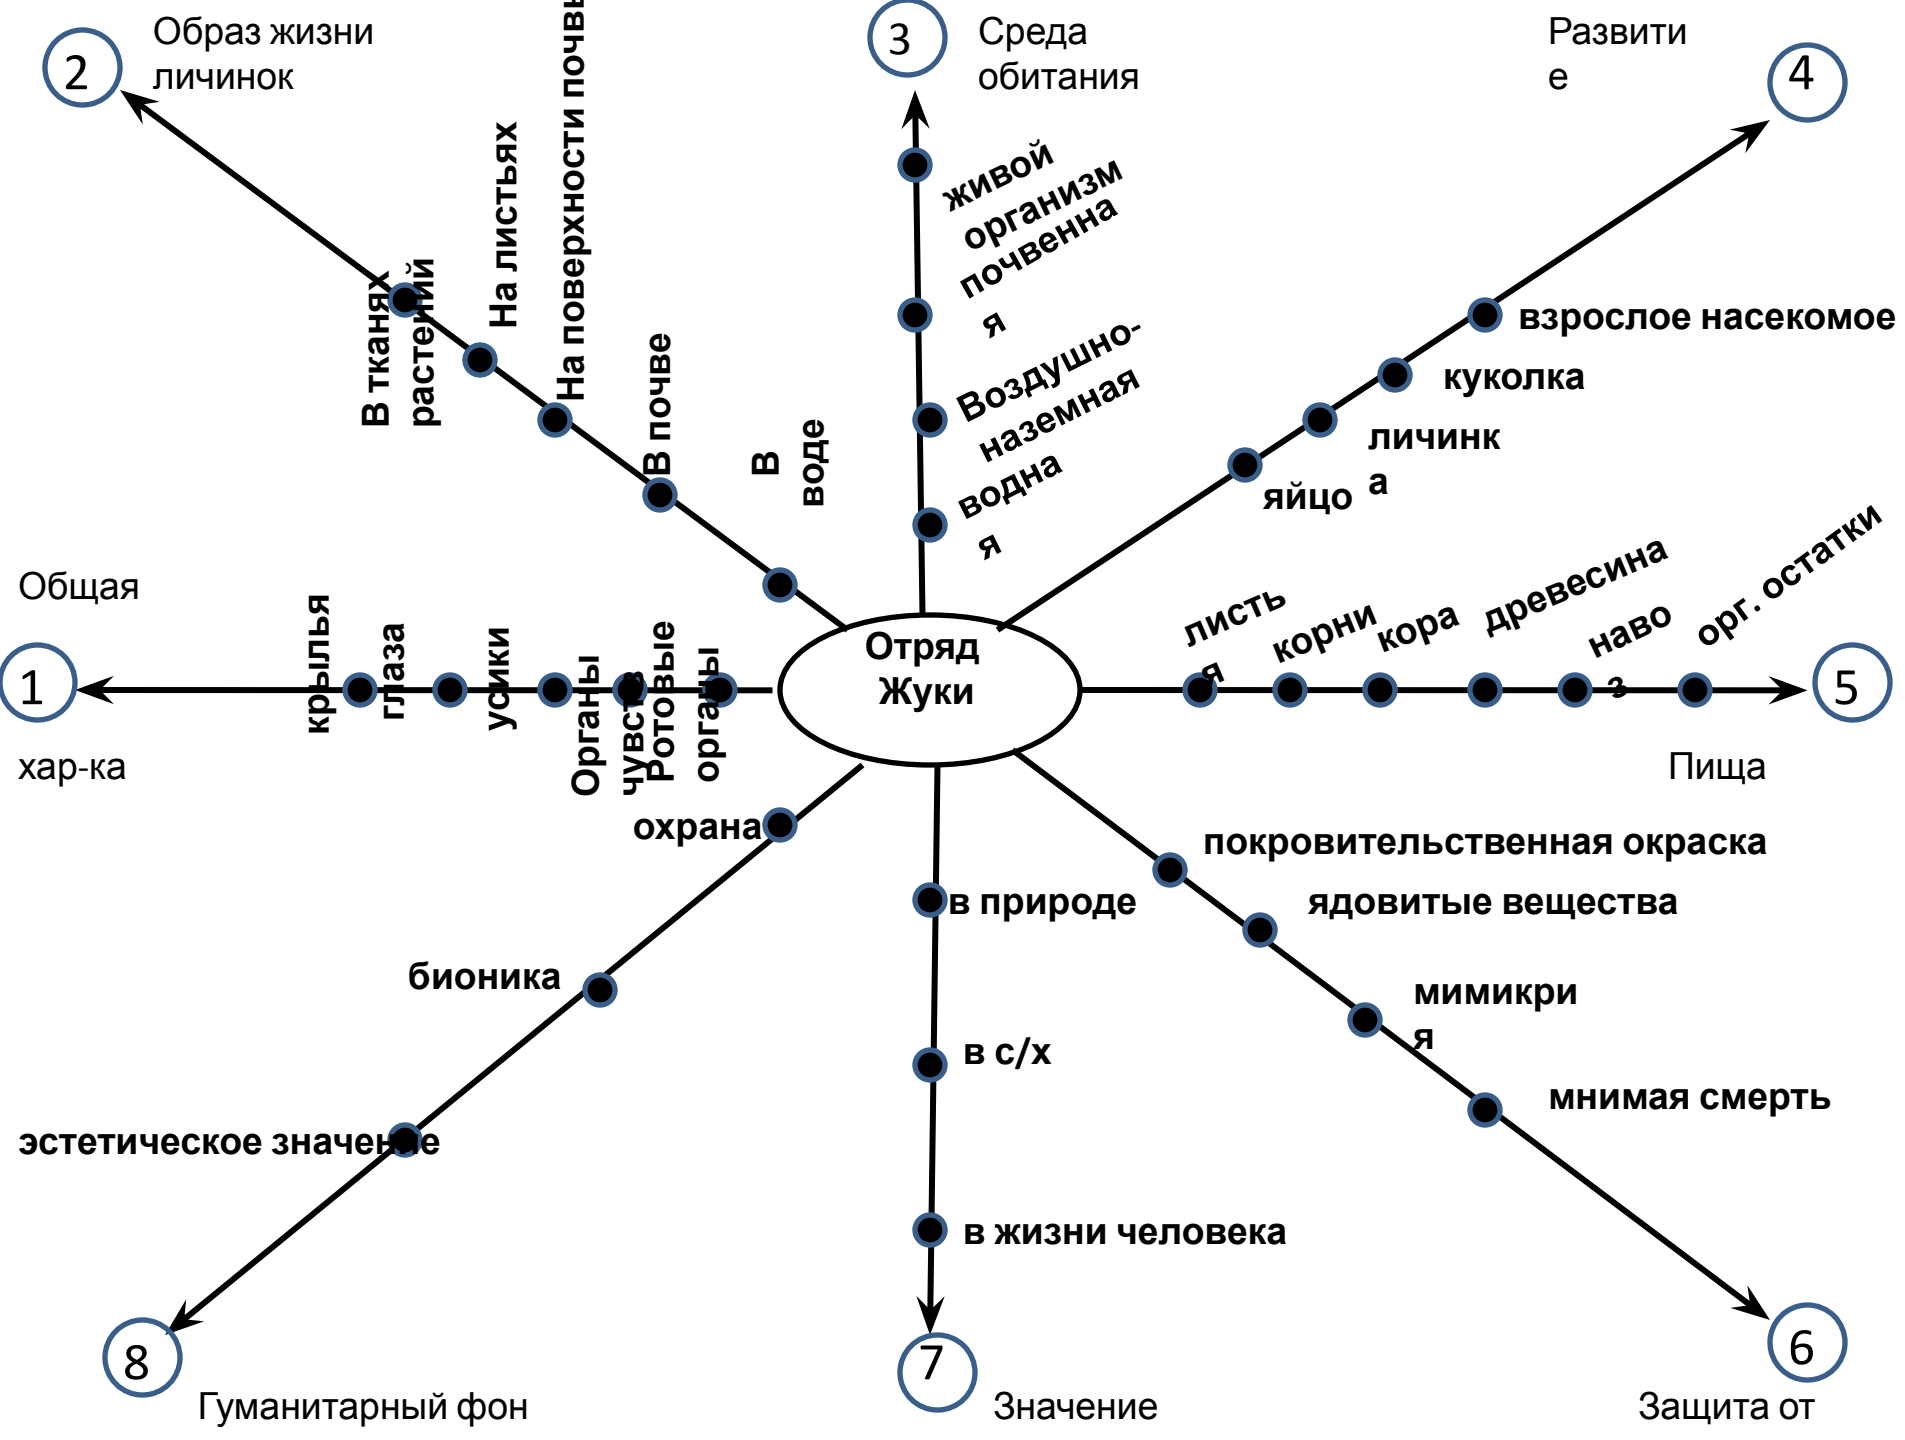 2
Образ жизни
личинок
3
Среда
обитания
Развити
е
4
В тканях
растений
На листьях
На поверхности
В почве
В
воде
живой
организм
почвенна
я
Воздушно-
наземная
водна
я
взрослое насекомое
куколка
личинк
а
яйцо
Общая
1
хар-ка
крылья
глаза
усики
Органы
чувств
Ротовые
органы
Отряд
Жуки
листь
я
корни
кора
древесина
наво
з
орг. остатки
5
Пища
охрана
бионика
эстетическое значение
8
Гуманитарный фон
в природе
в с/х
в жизни человека
7
Значение
покровительственная окраска
ядовитые вещества
мимикри
я
мнимая смерть
6
Защита от